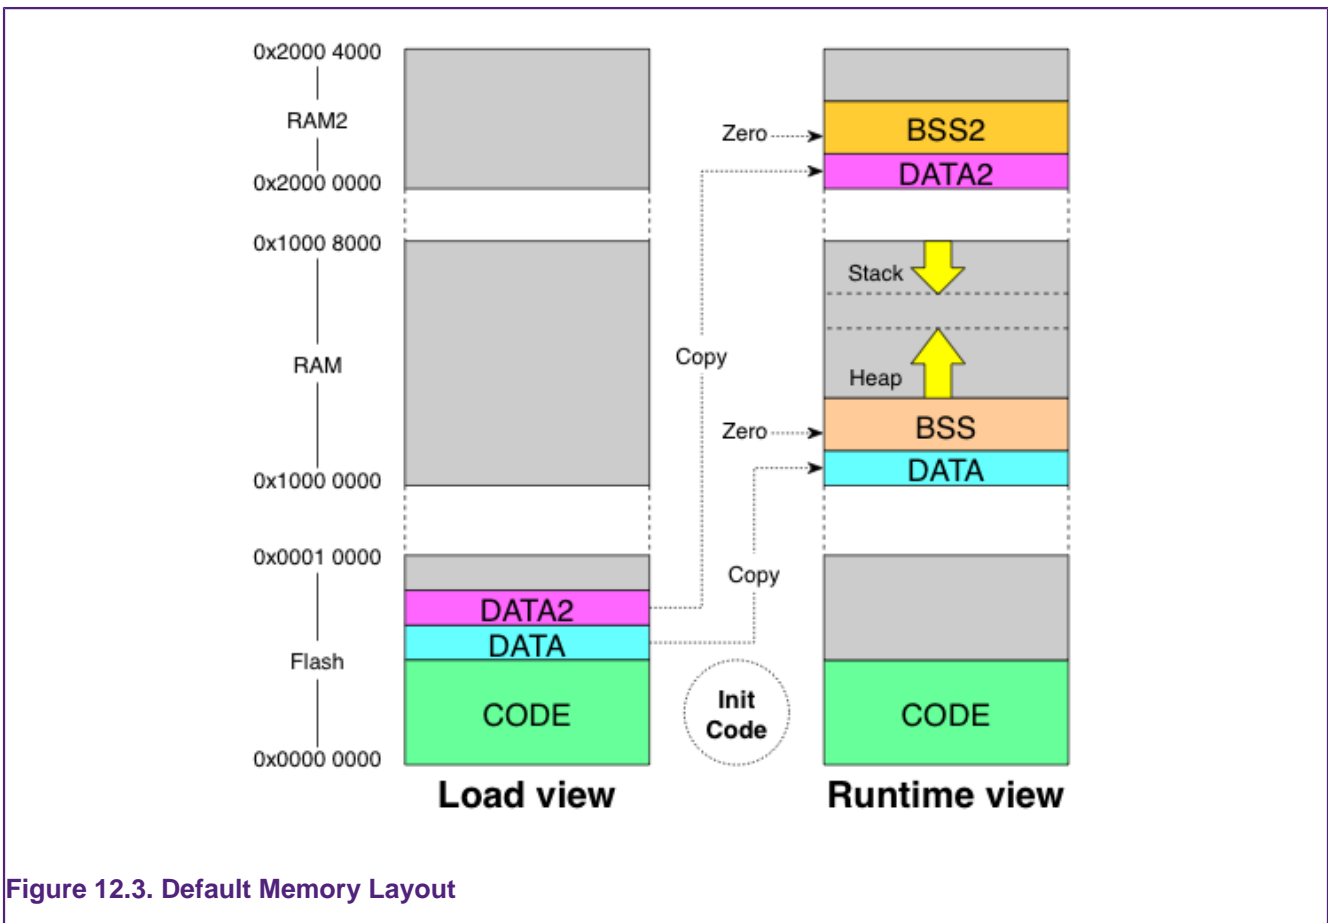 0x2000 4000
RAM2
0x2000 0000
0x1000 8000
RAM
0x1000 0000
0x0001 0000
Flash
0x0000 0000
DATA2
DATA
CODE
Load view
Zero
Copy
Zero
Copy
Init
Code
BSS2
DATA2
Stack
Heap
BSS
DATA
CODE
Runtime view
Figure 12.3. Default Memory Layout